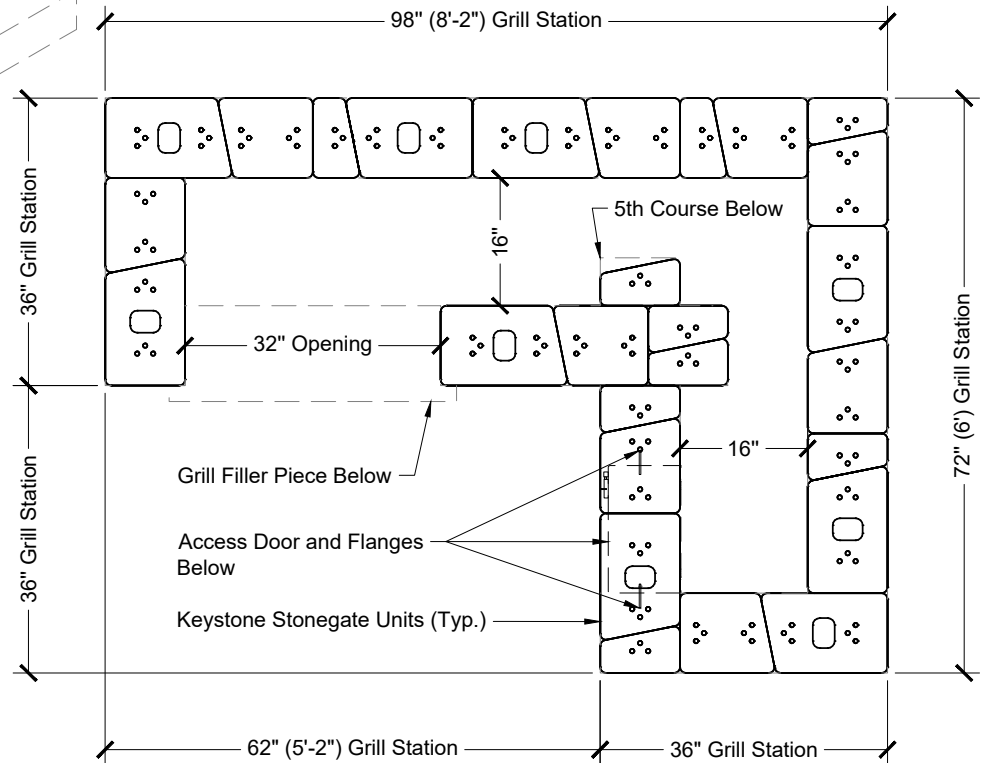 98" (8'-2") Grill Station
36" Grill Station
5th Course Below
16"
32" Opening
72" (6') Grill Station
16"
Grill Filler Piece Below
36" Grill Station
Access Door and Flanges
Below
Keystone Stonegate Units (Typ.)
62" (5'-2") Grill Station
36" Grill Station